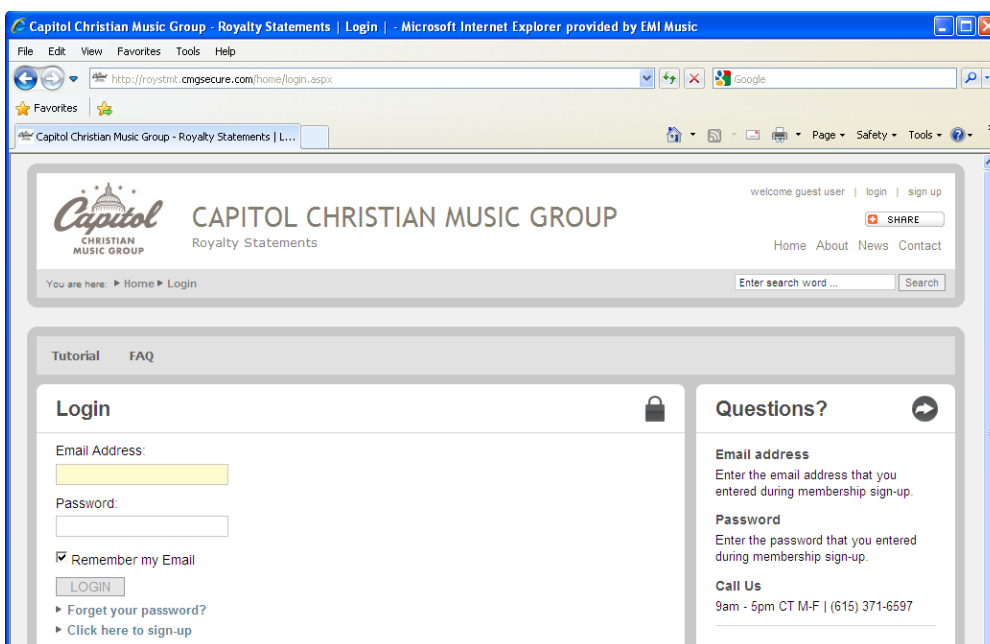 Capitol Christian Music Group - Royalty Statements | Login | - Microsoft Internet Explorer provided by EMI Music
File Edit View Favorites Tools Help
http://roystmt.cmgsecure.com/home/login.aspx
Google
Favorites
Capitol Christian Music Group - Royalty Statements | L...
Page Safety Tools
welcome guest user | login | sign up
Capitol
CHRISTIAN
MUSIC GROUP
CAPITOL CHRISTIAN MUSIC GROUP
Royalty Statements
SHARE
Home About News Contact
You are here: Home Login
Enter search word ... Search
Tutorial FAQ
Login
Email Address:
Password:
Remember my Email
LOGIN
Forget your password?
Click here to sign-up
Questions?
Email address
Enter the email address that you
entered during membership sign-up.
Password
Enter the password that you entered
during membership sign-up.
Call Us
9am - 5pm CT M-F | (615) 371-6597